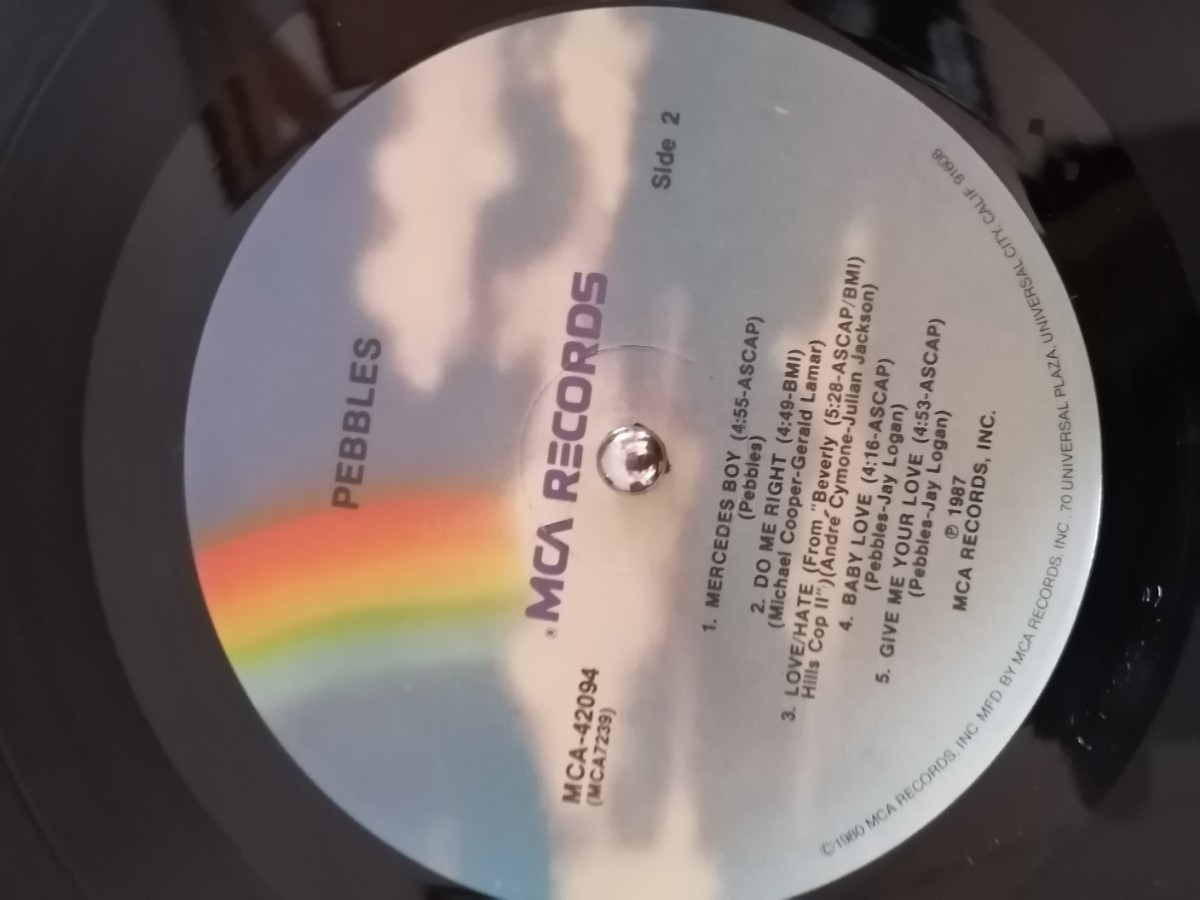 PEBBLES
® MCA RECORDS
MCA-42094
(MCA7239)
Side 2
1. MERCEDES BOY (4:55-ASCAP)
(Pebbles)
2. DO ME RIGHT (4:49-BMI)
(Michael Cooper-Gerald Lamar)
3. LOVE/HATE (From "Beverly (5:28-ASCAP/BMI)
Hills Cop II") (André Cymone-Julian Jackson)
4. BABY LOVE (4:16-ASCAP)
(Pebbles-Jay Logan)
5. GIVE ME YOUR LOVE (4:53-ASCAP)
(Pebbles-Jay Logan)
℗ 1987
MCA RECORDS, INC.
©1980 MCA RECORDS, INC. MFD. BY MCA RECORDS, INC., 70 UNIVERSAL PLAZA, UNIVERSAL CITY, CALIF 91608